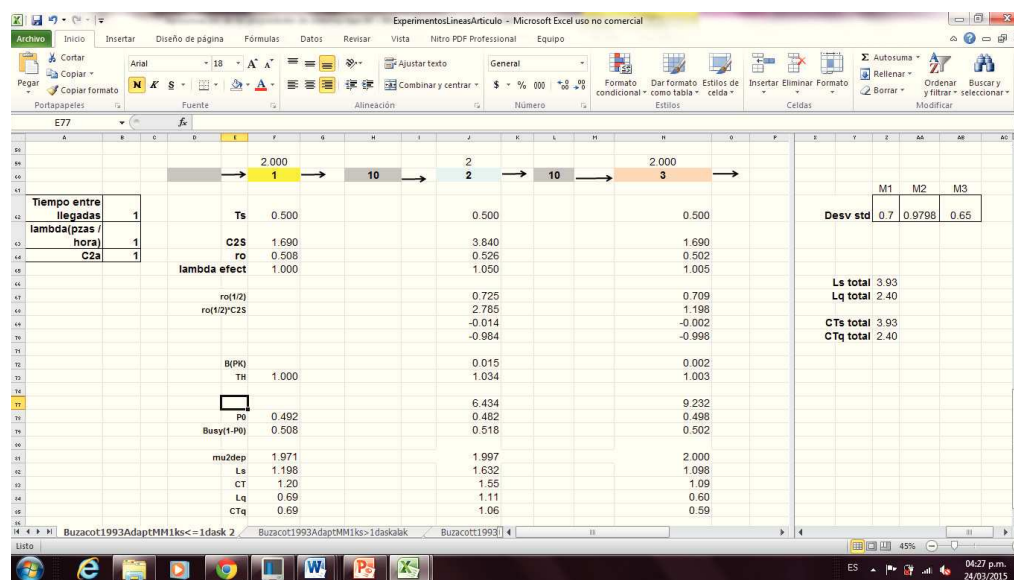 ExperimentosLineasArticulo - Microsoft Excel uso no comercial
Archivo Inicio Insertar Diseño de página Fórmulas Datos Revisar Vista Nitro PDF Professional Equipo
Pegar Cortar Copiar Copiar formato
Arial 18 Ajustar texto General
N K S Combinar y centrar $ % 000
Formato condicional Dar formato como tabla Estilos de celda Insertar Eliminar Formato
Autosuma Rellenar Borrar Ordenar y filtrar Buscar y seleccionar
Portapapeles Fuente Alineación Número Estilos Celdas Modificar
E77 fx
2.000 2 2.000
1 10 2 10 3
M1 M2 M3
Tiempo entre llegadas 1 Ts 0.500 0.500 0.500 Desv std 0.7 0.9798 0.65
lambda(pzas / hora) 1 C2S 1.690 3.840 1.690
C2a 1 ro 0.508 0.526 0.502
lambda efect 1.000 1.050 1.005
Ls total 3.93
ro(1/2) 0.725 0.709 Lq total 2.40
ro(1/2)*C2S 2.785 1.198
-0.014 -0.002 CTs total 3.93
-0.984 -0.998 CTq total 2.40
B(PK) 0.015 0.002
TH 1.000 1.034 1.003
6.434 9.232
P0 0.492 0.482 0.498
Busy(1-P0) 0.508 0.518 0.502
mu2dep 1.971 1.997 2.000
Ls 1.198 1.632 1.098
CT 1.20 1.55 1.09
Lq 0.69 1.11 0.60
CTq 0.69 1.06 0.59
Buzacot1993AdaptMM1ks<=1dask 2 Buzacot1993AdaptMM1ks>1daskalak Buzacott1993
Listo 45%
ES 04:27 p.m.
24/03/2015